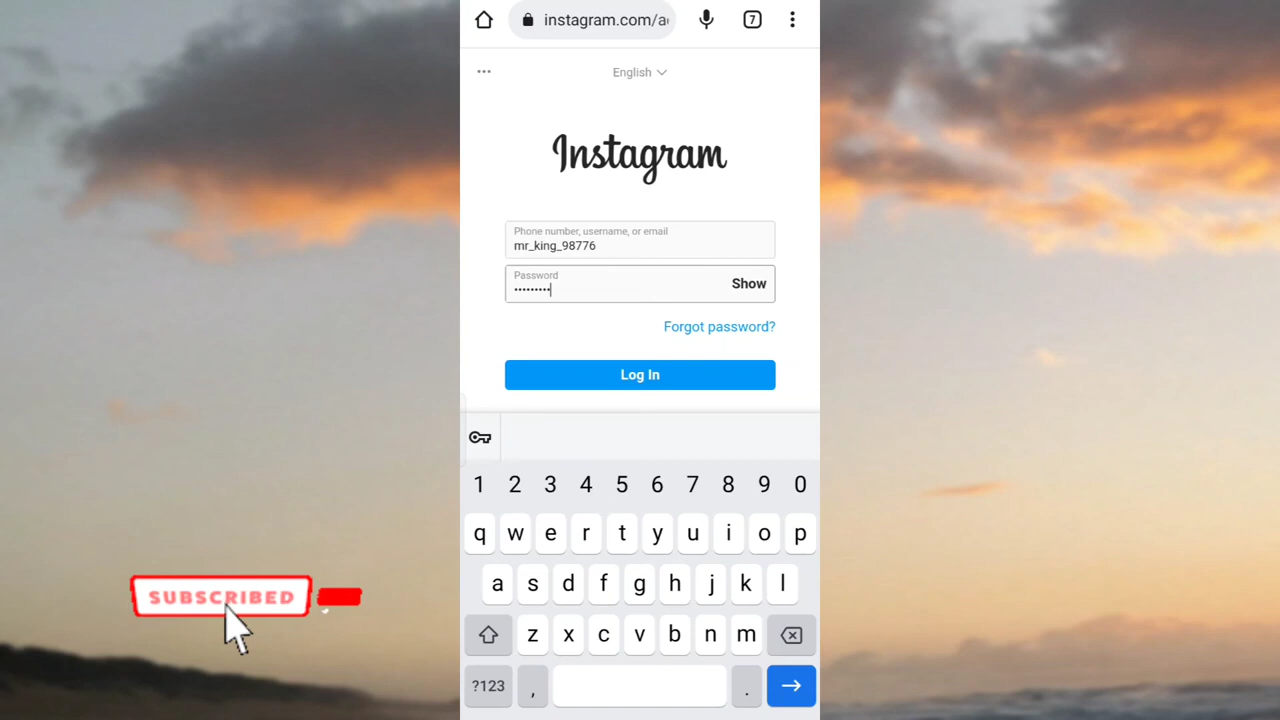 instagram.com/a
7
English
Instagram
Phone number, username, or email
mr_king_98776
Password
•••••••••
Show
Forgot password?
Log In
1 2 3 4 5 6 7 8 9 0
q w e r t y u i o p
a s d f g h j k l
z x c v b n m
?123 , .
SUBSCRIBED